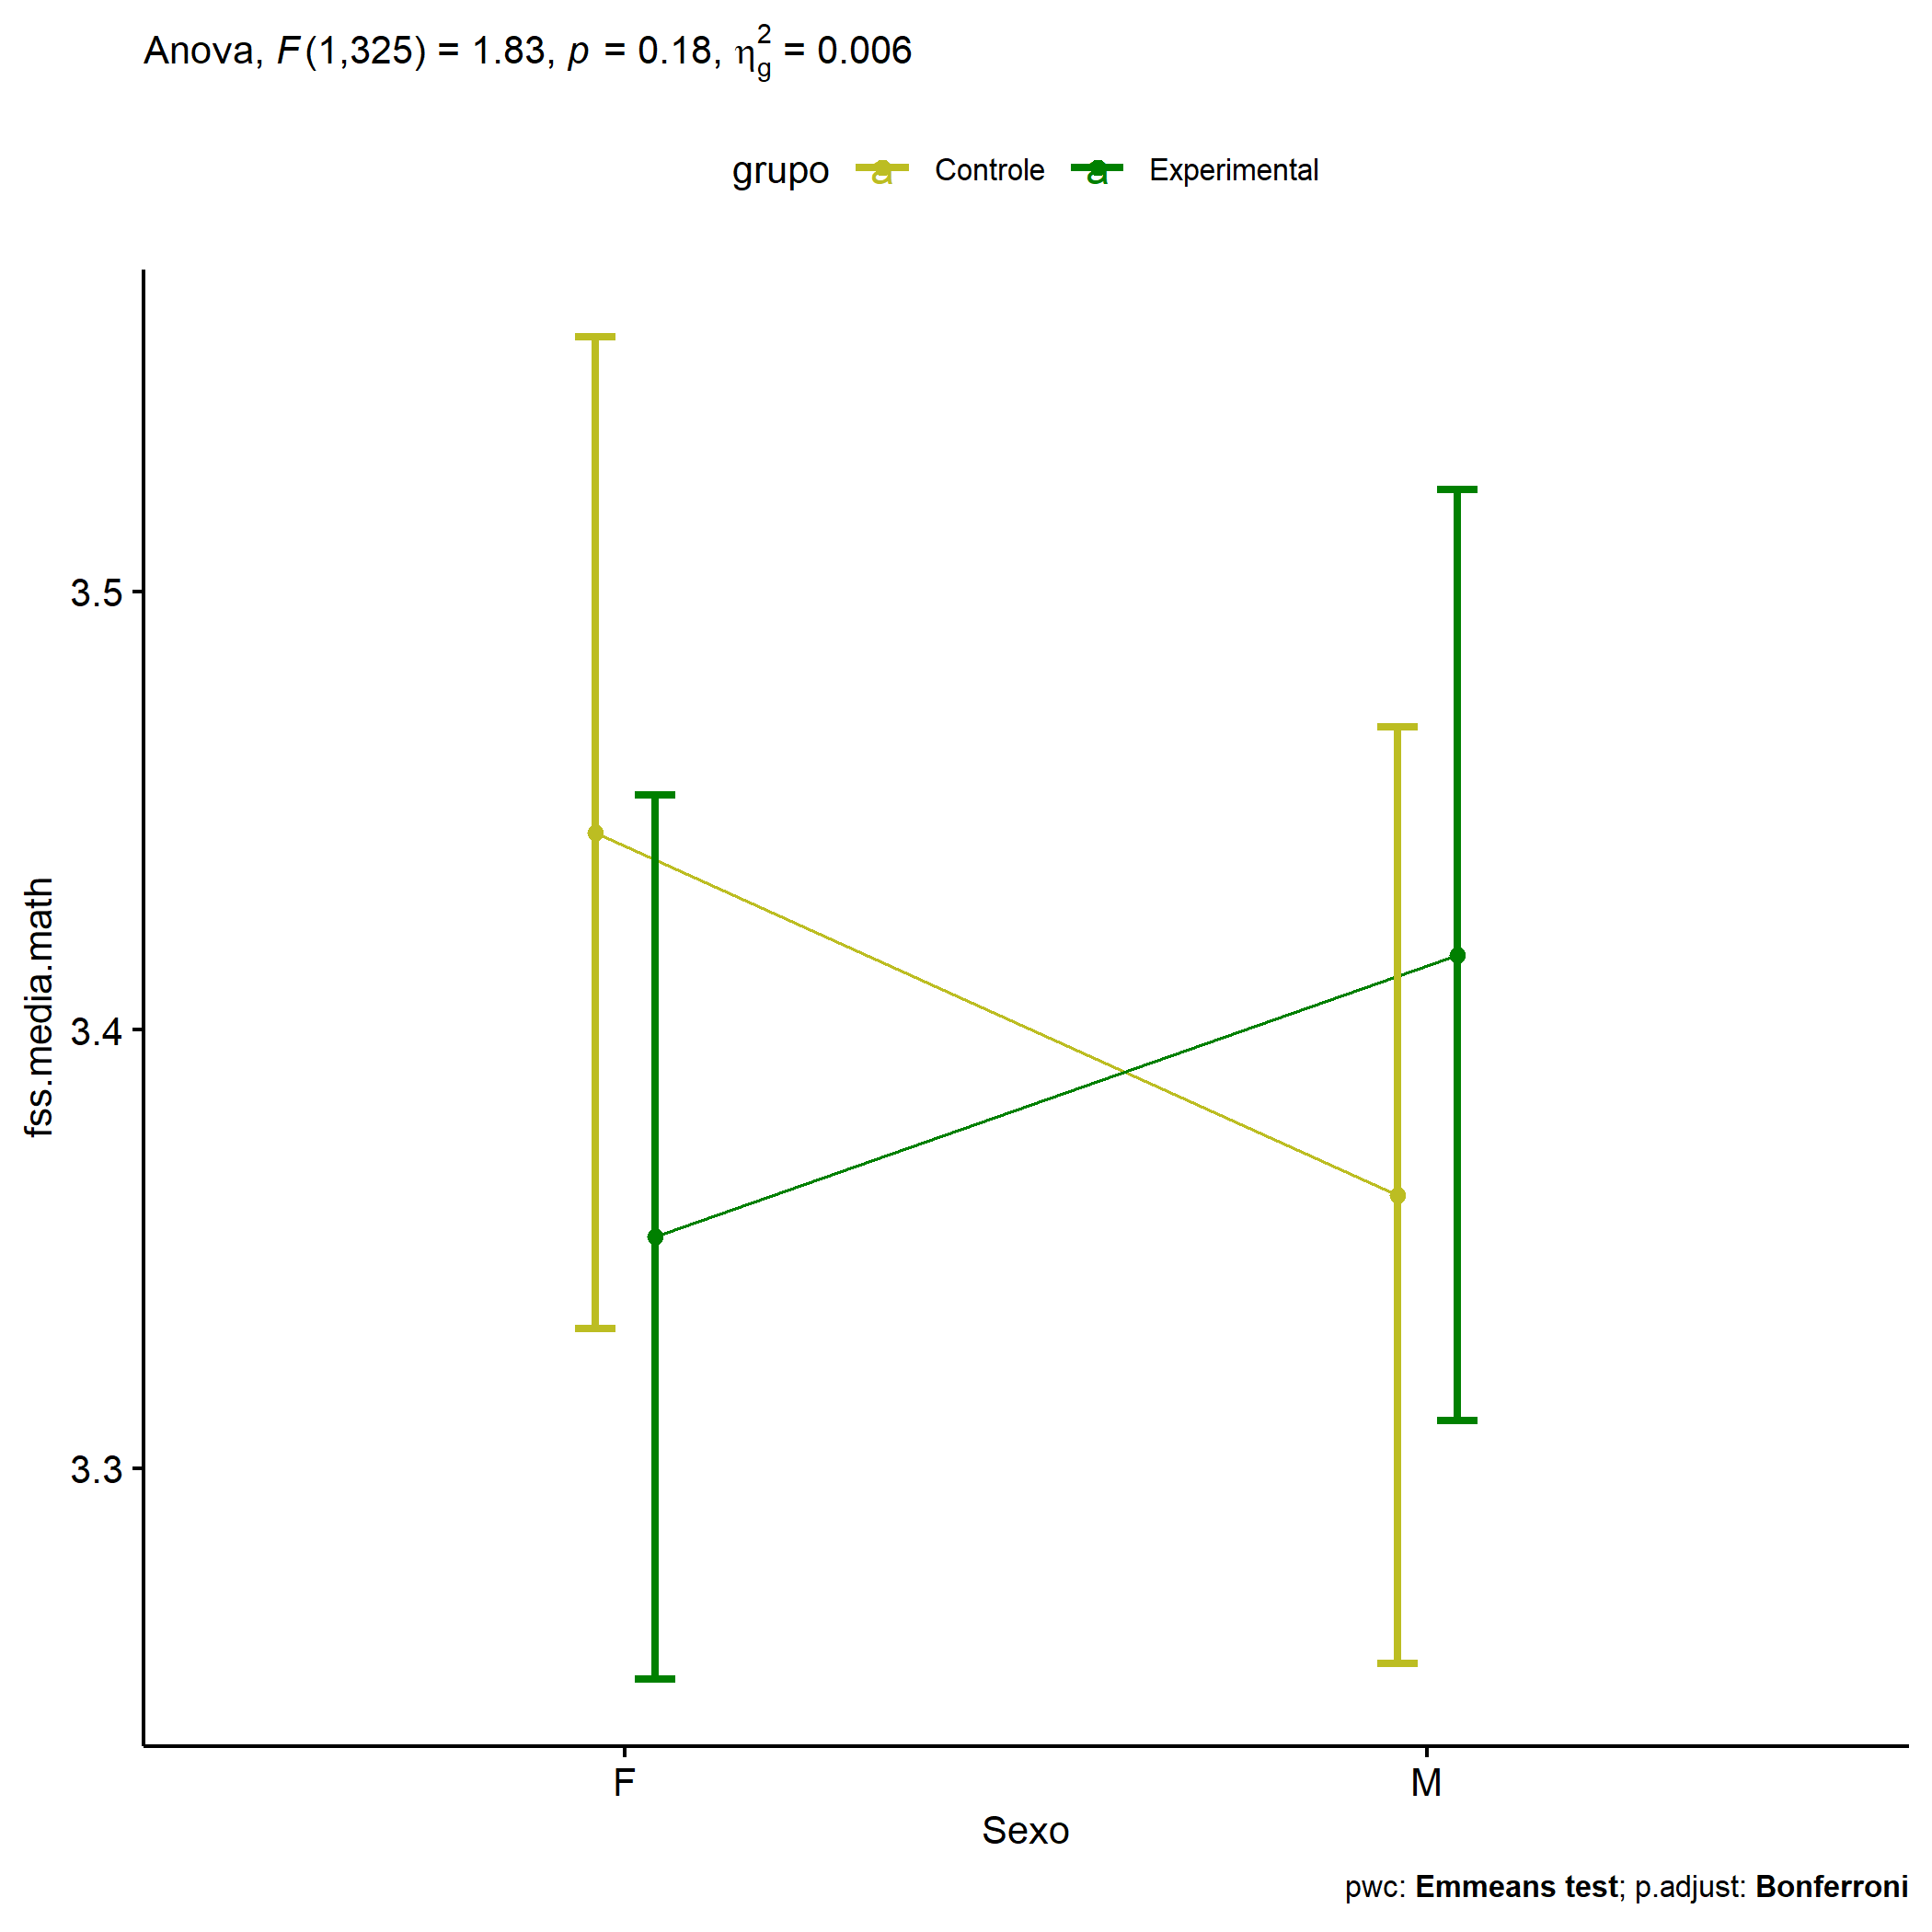 Anova, F(1,325) = 1.83, p = 0.18, η²g = 0.006
grupo a Controle a Experimental
fss.media.math
3.5
3.4
3.3
F M
Sexo
pwc: Emmeans test; p.adjust: Bonferroni